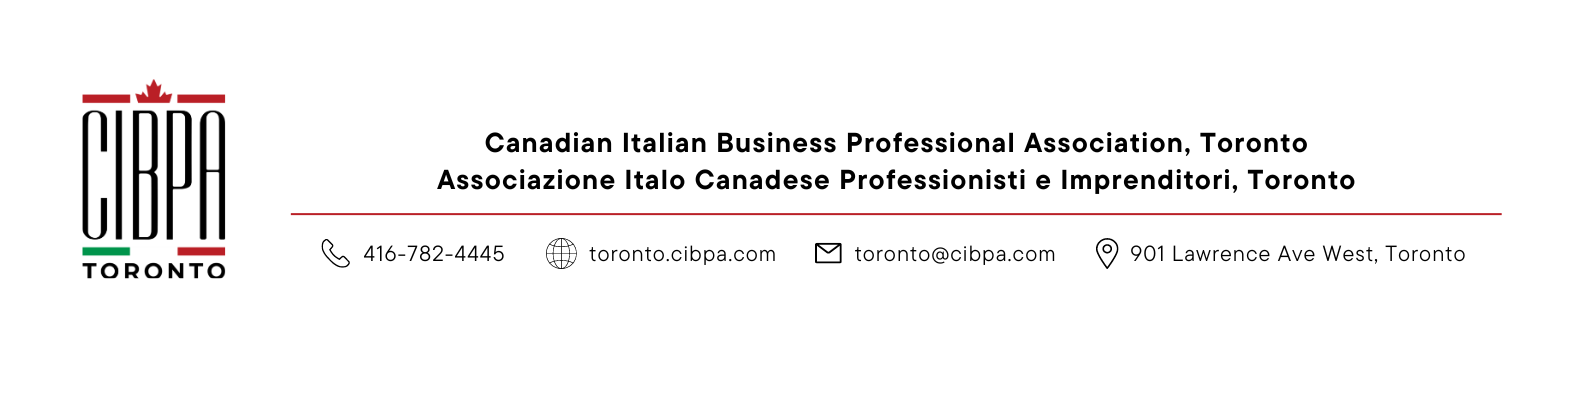 CIBPA
TORONTO
Canadian Italian Business Professional Association, Toronto
Associazione Italo Canadese Professionisti e Imprenditori, Toronto
416-782-4445 toronto.cibpa.com toronto@cibpa.com 901 Lawrence Ave West, Toronto